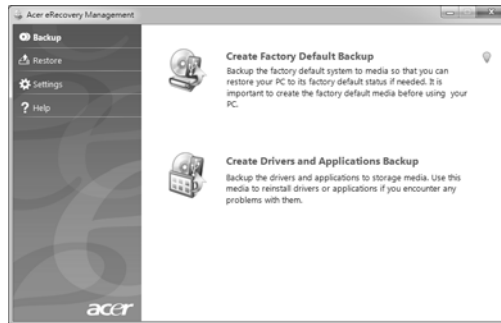 Acer eRecovery Management
Backup
Restore
Settings
Help
Create Factory Default Backup
Backup the factory default system to media so that you can
restore your PC to its factory default status if needed. It is
important to create the factory default media before using your
PC.
Create Drivers and Applications Backup
Backup the drivers and applications to storage media. Use this
media to reinstall drivers or applications if you encounter any
problems with them.
acer